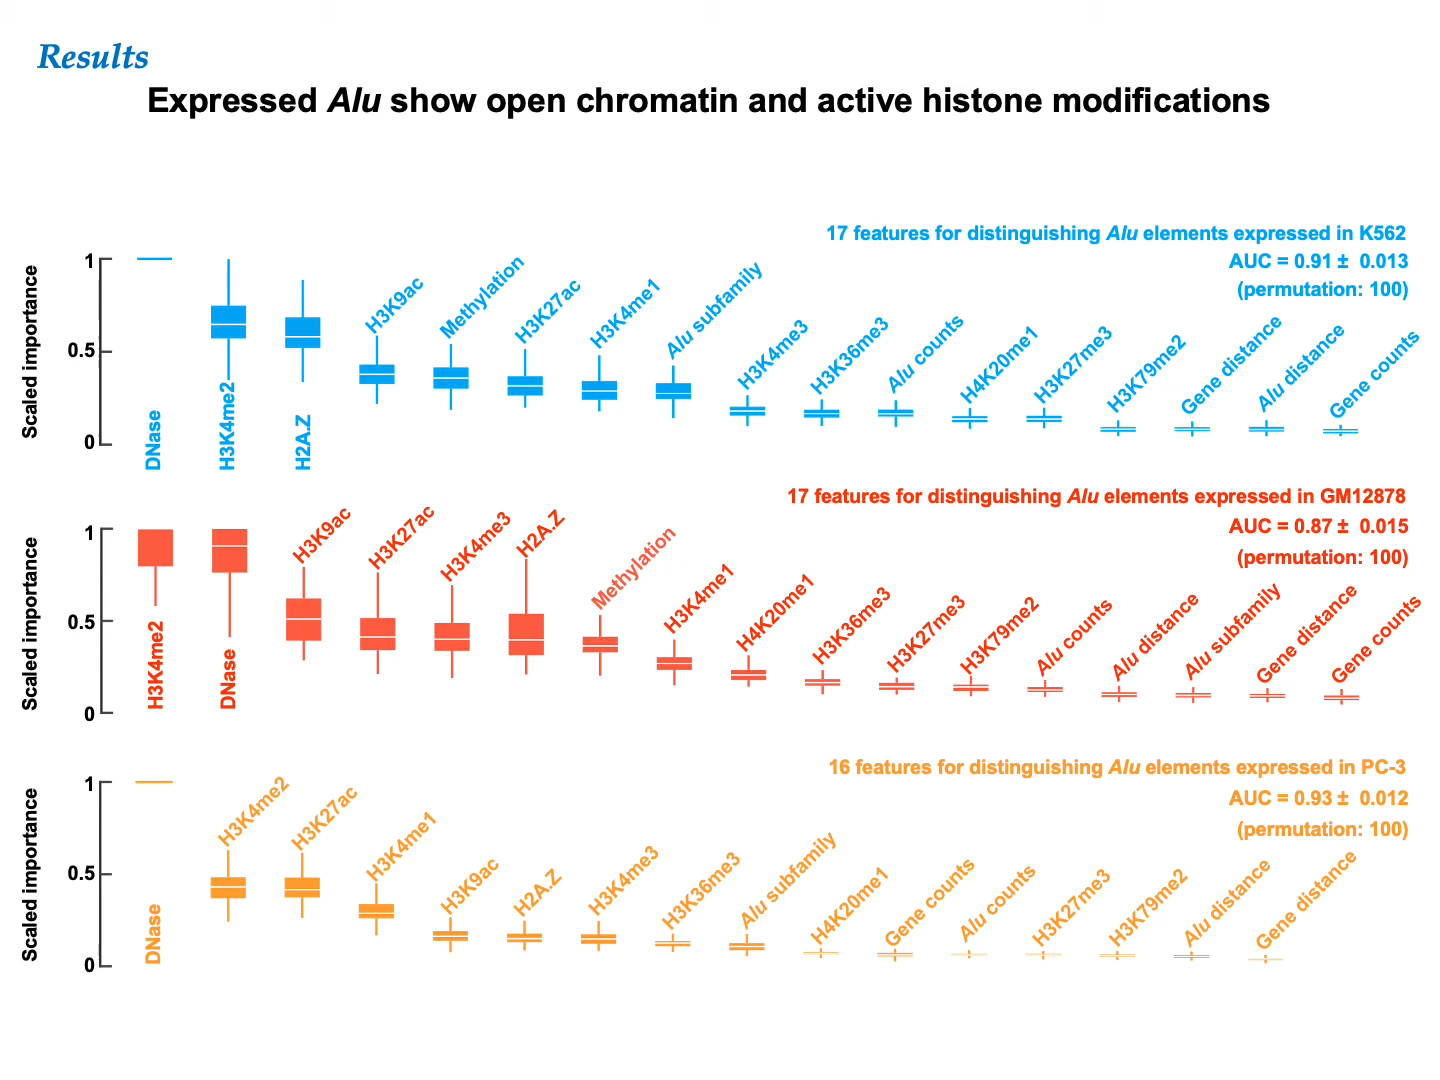 Results
Expressed Alu show open chromatin and active histone modifications
17 features for distinguishing Alu elements expressed in K562
AUC = 0.91 ± 0.013
(permutation: 100)
Scaled importance
1
0.5
0
DNase
H3K4me2
H2A.Z
H3K9ac
Methylation
H3K27ac
H3K4me1
Alu subfamily
H3K4me3
H3K36me3
Alu counts
H4K20me1
H3K27me3
H3K79me2
Gene distance
Alu distance
Gene counts
17 features for distinguishing Alu elements expressed in GM12878
AUC = 0.87 ± 0.015
(permutation: 100)
Scaled importance
1
0.5
0
H3K4me2
DNase
H3K9ac
H3K27ac
H3K4me3
H2A.Z
Methylation
H3K4me1
H4K20me1
H3K36me3
H3K27me3
H3K79me2
Alu counts
Alu distance
Alu subfamily
Gene distance
Gene counts
16 features for distinguishing Alu elements expressed in PC-3
AUC = 0.93 ± 0.012
(permutation: 100)
Scaled importance
1
0.5
0
DNase
H3K4me2
H3K27ac
H3K4me1
H3K9ac
H2A.Z
H3K4me3
H3K36me3
Alu subfamily
H4K20me1
Gene counts
Alu counts
H3K27me3
H3K79me2
Alu distance
Gene distance